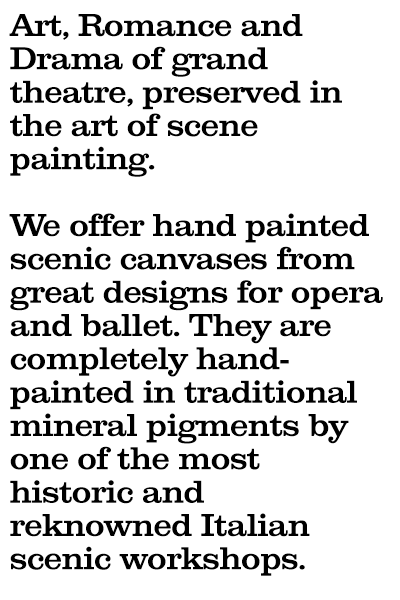 Art, Romance and
Drama of grand
theatre, preserved in
the art of scene
painting.
We offer hand painted
scenic canvases from
great designs for opera
and ballet. They are
completely hand-
painted in traditional
mineral pigments by
one of the most
historic and
reknowned Italian
scenic workshops.